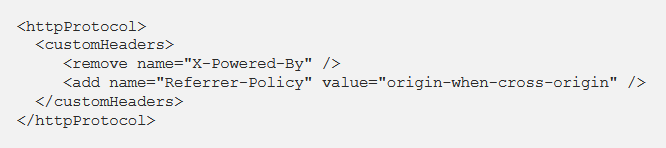 <httpProtocol>
  <customHeaders>
     <remove name="X-Powered-By" />
     <add name="Referrer-Policy" value="origin-when-cross-origin" />
  </customHeaders>
</httpProtocol>